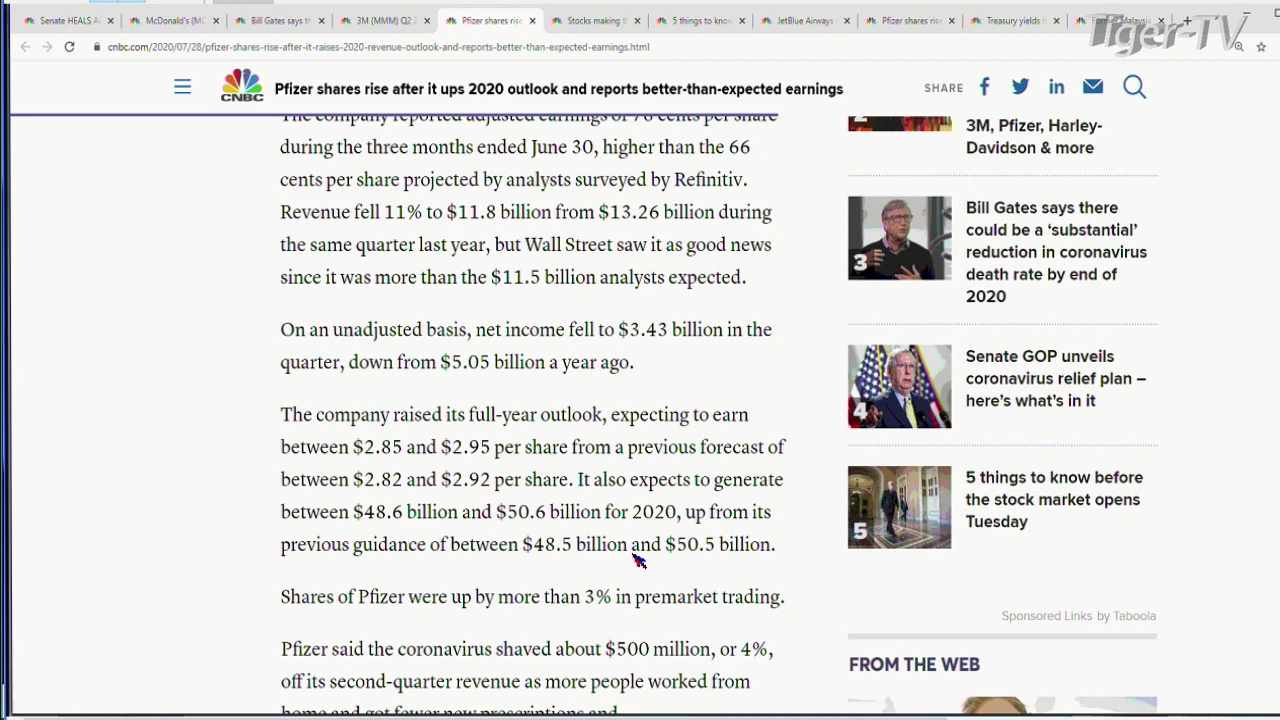 Senate HEALS A
McDonald's (MC
Bill Gates says th
3M (MMM) Q2
Pfizer shares rise
Stocks making t
5 things to know
JetBlue Airways
Pfizer shares rise
Treasury yields
Former Malaysia
Tiger-TV
cnbc.com/2020/07/28/pfizer-shares-rise-after-it-raises-2020-revenue-outlook-and-reports-better-than-expected-earnings.html
CNBC
Pfizer shares rise after it ups 2020 outlook and reports better-than-expected earnings
SHARE
The company reported adjusted earnings of 78 cents per share
during the three months ended June 30, higher than the 66
cents per share projected by analysts surveyed by Refinitiv.
Revenue fell 11% to $11.8 billion from $13.26 billion during
the same quarter last year, but Wall Street saw it as good news
since it was more than the $11.5 billion analysts expected.
On an unadjusted basis, net income fell to $3.43 billion in the
quarter, down from $5.05 billion a year ago.
The company raised its full-year outlook, expecting to earn
between $2.85 and $2.95 per share from a previous forecast of
between $2.82 and $2.92 per share. It also expects to generate
between $48.6 billion and $50.6 billion for 2020, up from its
previous guidance of between $48.5 billion and $50.5 billion.
Shares of Pfizer were up by more than 3% in premarket trading.
Pfizer said the coronavirus shaved about $500 million, or 4%,
off its second-quarter revenue as more people worked from
home and got fewer new prescriptions and
2
3M, Pfizer, Harley-
Davidson & more
3
Bill Gates says there
could be a ‘substantial’
reduction in coronavirus
death rate by end of
2020
4
Senate GOP unveils
coronavirus relief plan –
here’s what’s in it
5
5 things to know before
the stock market opens
Tuesday
Sponsored Links by Taboola
FROM THE WEB